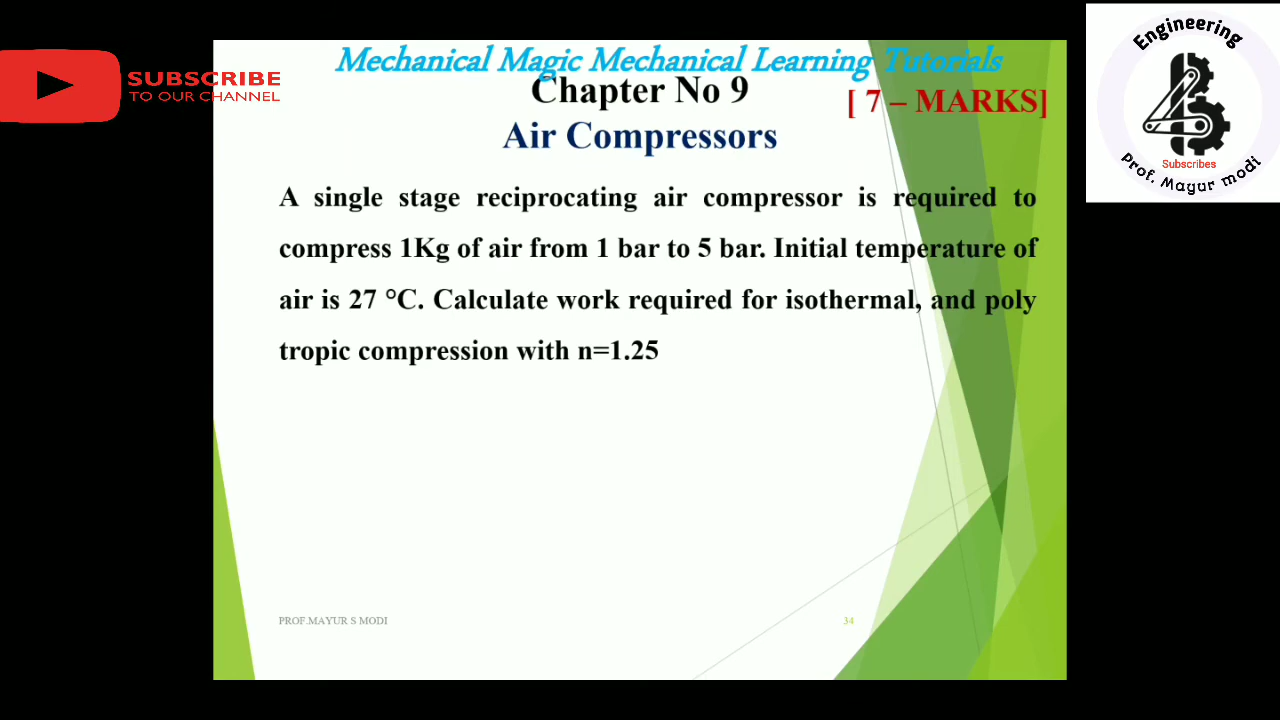 Mechanical Magic Mechanical Learning Tutorials
SUBSCRIBE
TO OUR CHANNEL
Chapter No 9
[ 7 – MARKS]
Air Compressors
Engineering
Subscribes
Prof. Mayur modi
A single stage reciprocating air compressor is required to
compress 1Kg of air from 1 bar to 5 bar. Initial temperature of
air is 27 °C. Calculate work required for isothermal, and poly
tropic compression with n=1.25
PROF.MAYUR S MODI
34